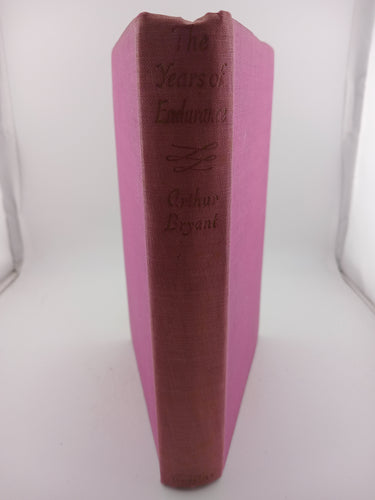 The
Years of
Endurance
Arthur
Bryant